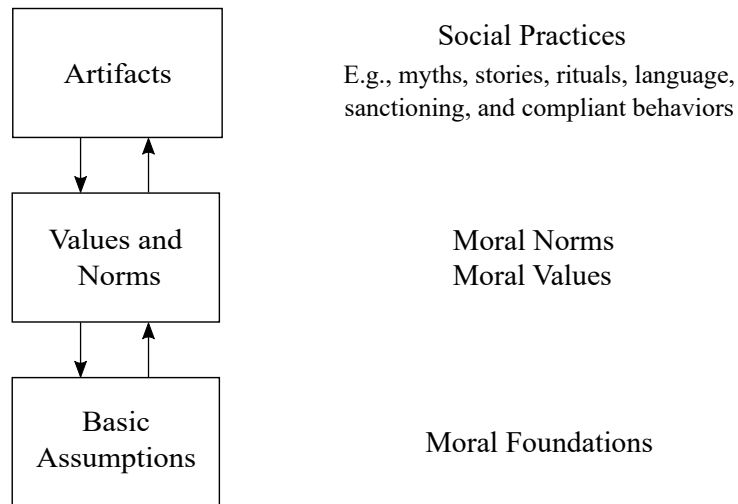 Artifacts
Social Practices
E.g., myths, stories, rituals, language,
sanctioning, and compliant behaviors
Values and
Norms
Moral Norms
Moral Values
Basic
Assumptions
Moral Foundations